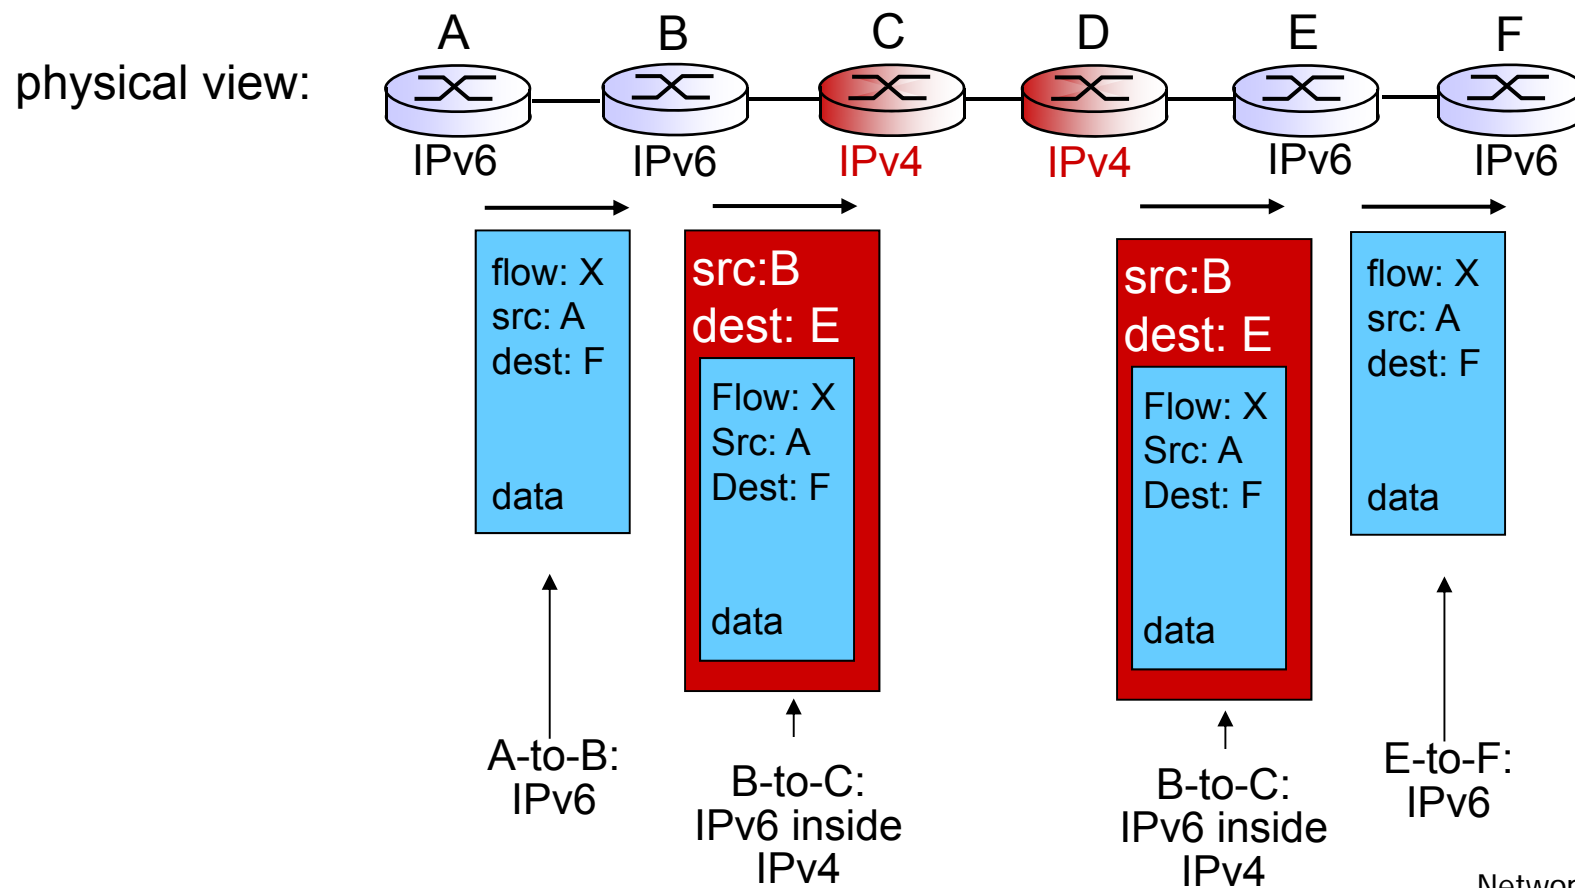 A
B
C
D
E
F
physical view:
IPv6
IPv6
IPv4
IPv4
IPv6
IPv6
flow: X
src: A
dest: F
data
src:B
dest: E
Flow: X
Src: A
Dest: F
data
src:B
dest: E
Flow: X
Src: A
Dest: F
data
flow: X
src: A
dest: F
data
A-to-B:
IPv6
B-to-C:
IPv6 inside
IPv4
B-to-C:
IPv6 inside
IPv4
E-to-F:
IPv6